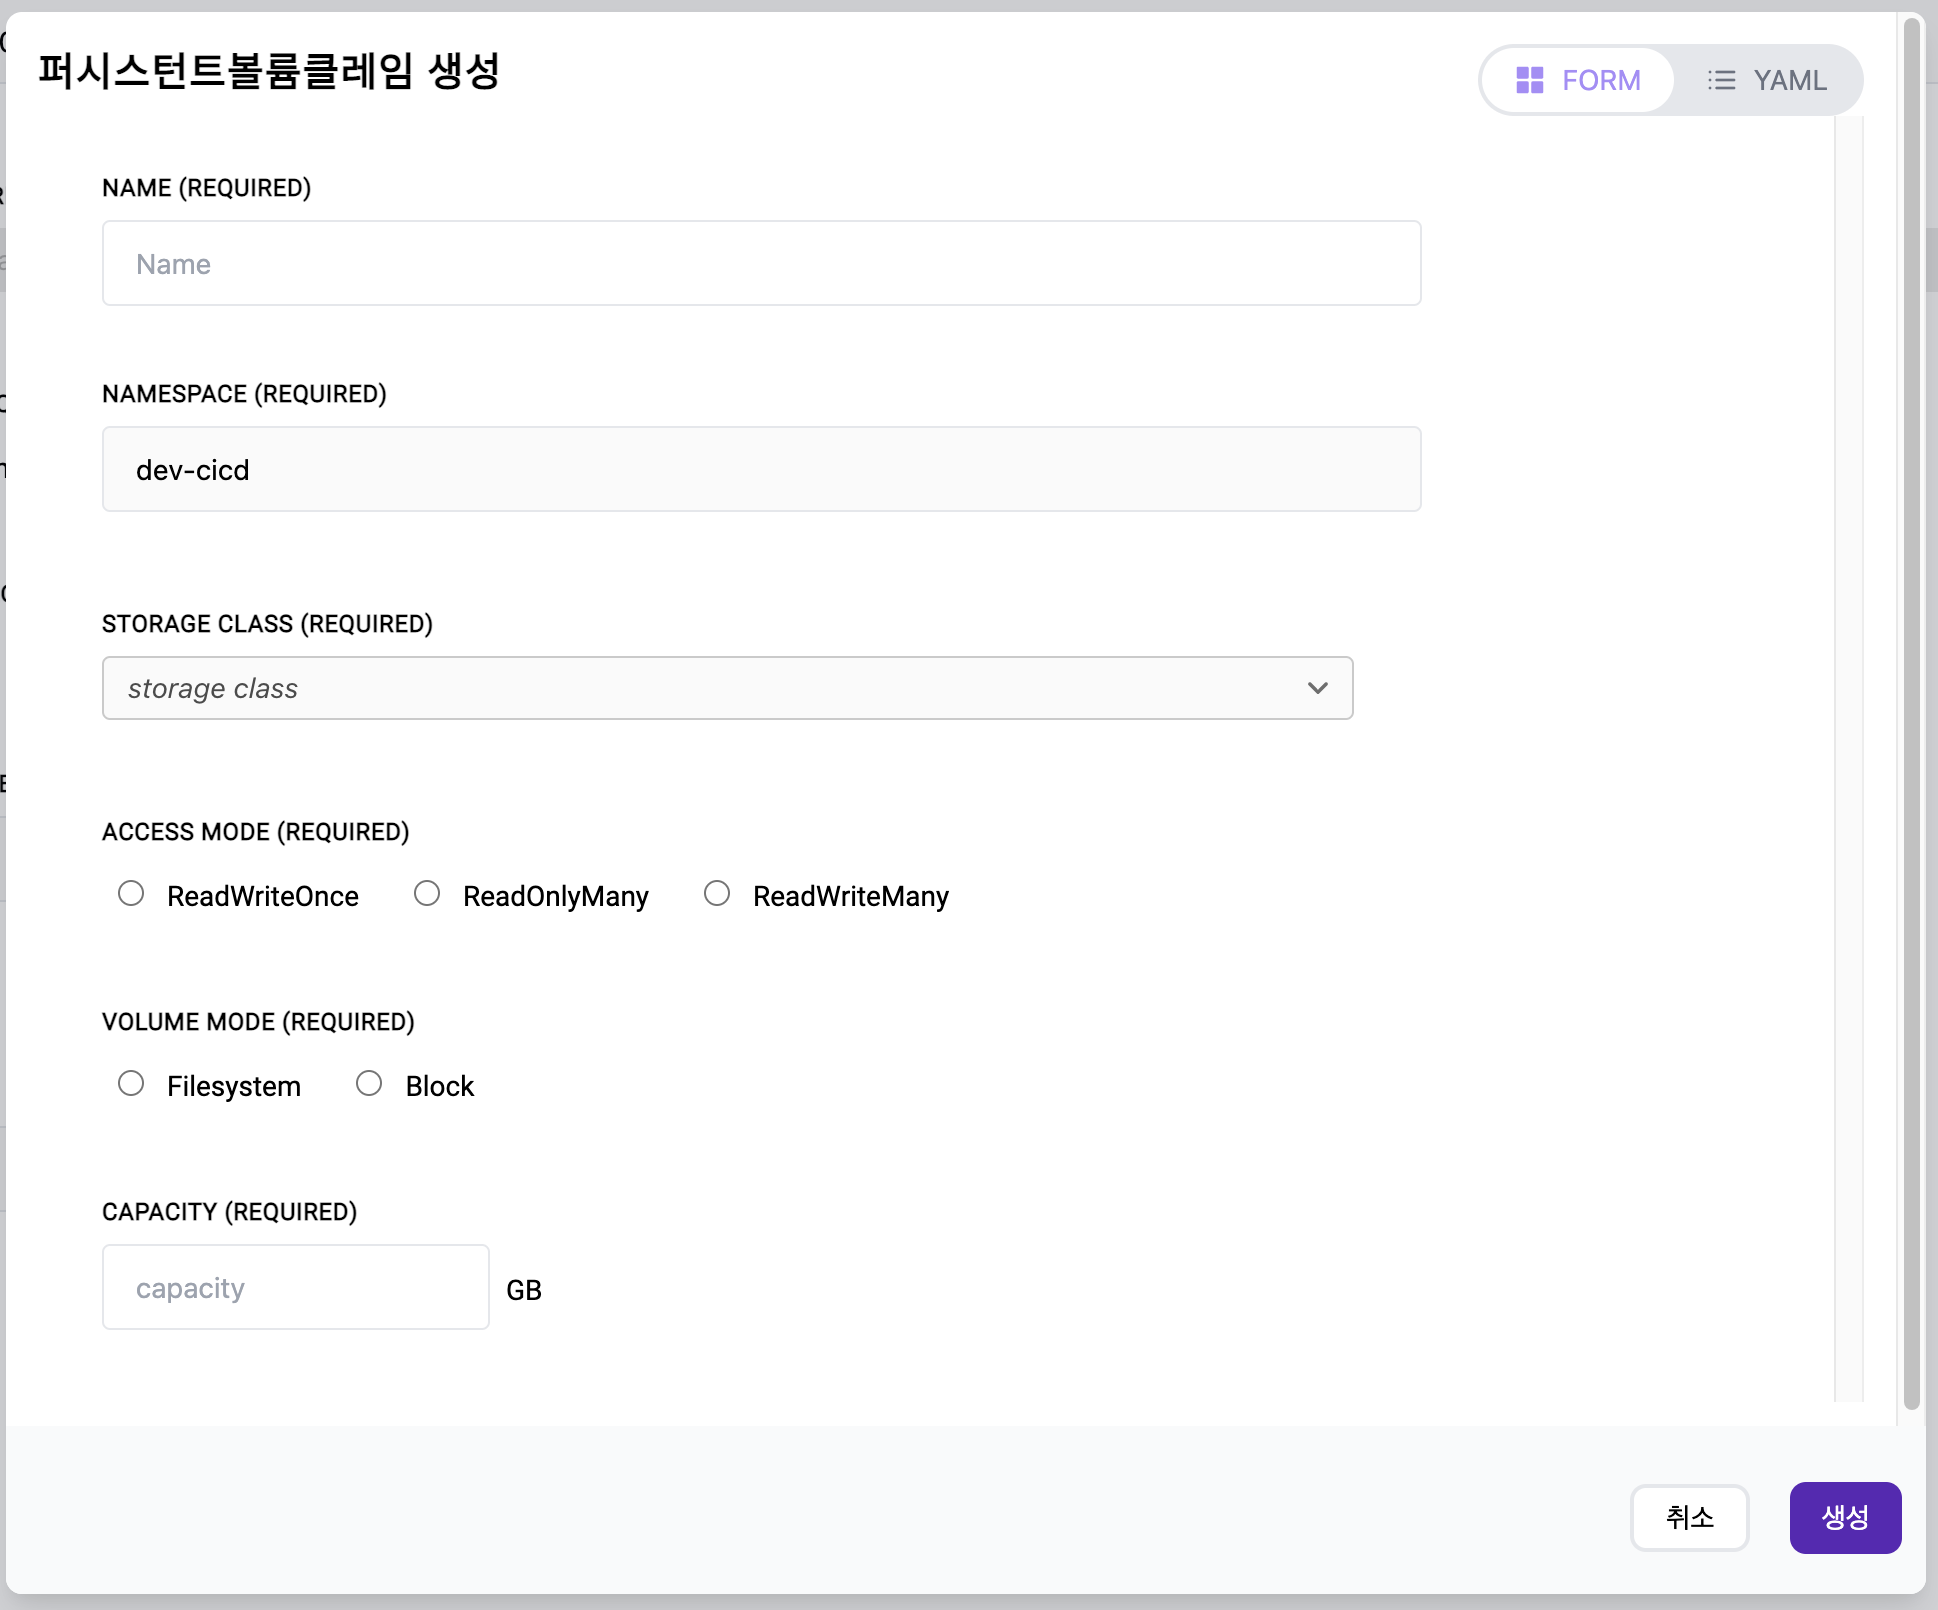 퍼시스턴트볼륨클레임 생성
FORM
YAML
NAME (REQUIRED)
Name
NAMESPACE (REQUIRED)
dev-cicd
STORAGE CLASS (REQUIRED)
storage class
ACCESS MODE (REQUIRED)
ReadWriteOnce ReadOnlyMany ReadWriteMany
VOLUME MODE (REQUIRED)
Filesystem Block
CAPACITY (REQUIRED)
capacity GB
취소 생성